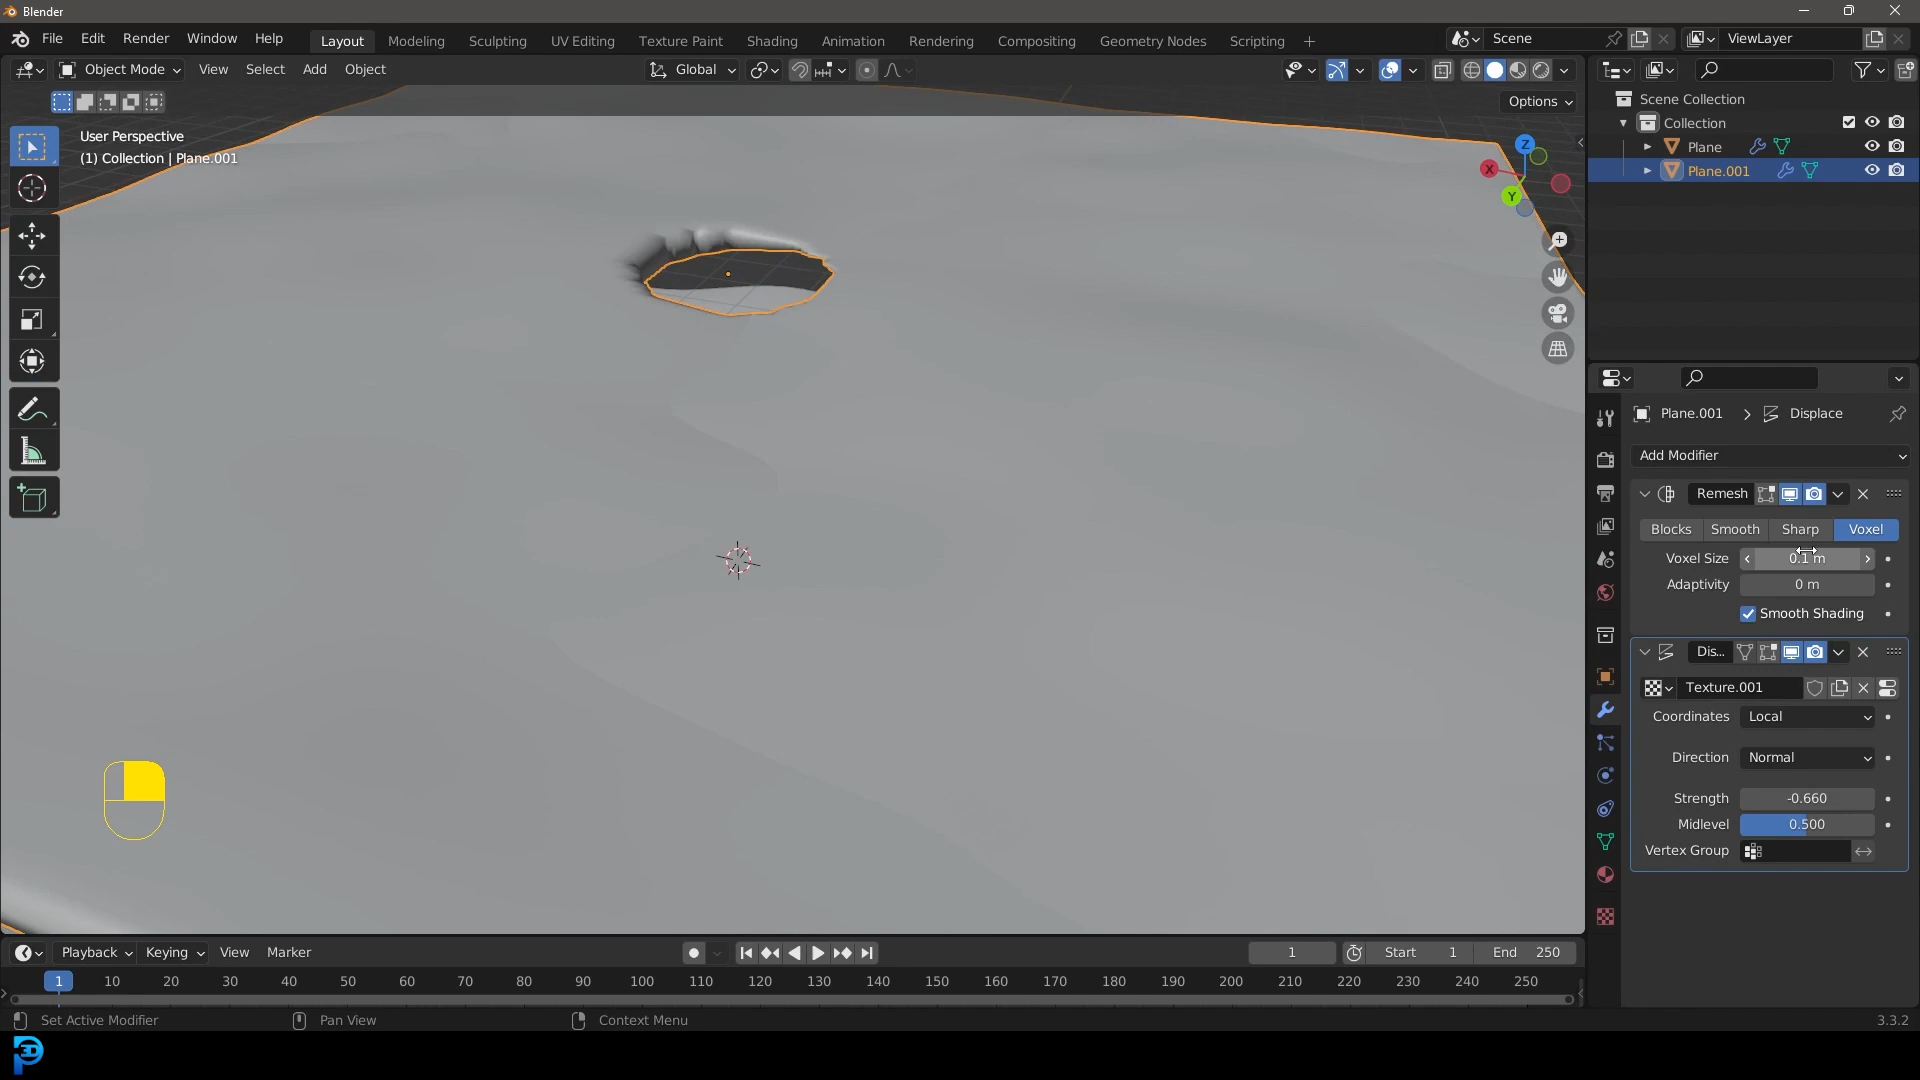 Blender
File Edit Render Window Help
Layout Modeling Sculpting UV Editing Texture Paint Shading Animation Rendering Compositing Geometry Nodes Scripting +
Scene
ViewLayer
Object Mode View Select Add Object
Global
Options
User Perspective
(1) Collection | Plane.001
Z
X
Y
Scene Collection
Collection
Plane
Plane.001
Plane.001 > Displace
Add Modifier
Remesh
Blocks Smooth Sharp Voxel
Voxel Size 0.1 m
Adaptivity 0 m
Smooth Shading
Dis...
Texture.001
Coordinates Local
Direction Normal
Strength -0.660
Midlevel 0.500
Vertex Group
Playback Keying View Marker
1
Start 1
End 250
1 10 20 30 40 50 60 70 80 90 100 110 120 130 140 150 160 170 180 190 200 210 220 230 240 250
Set Active Modifier Pan View Context Menu
3.3.2
3D